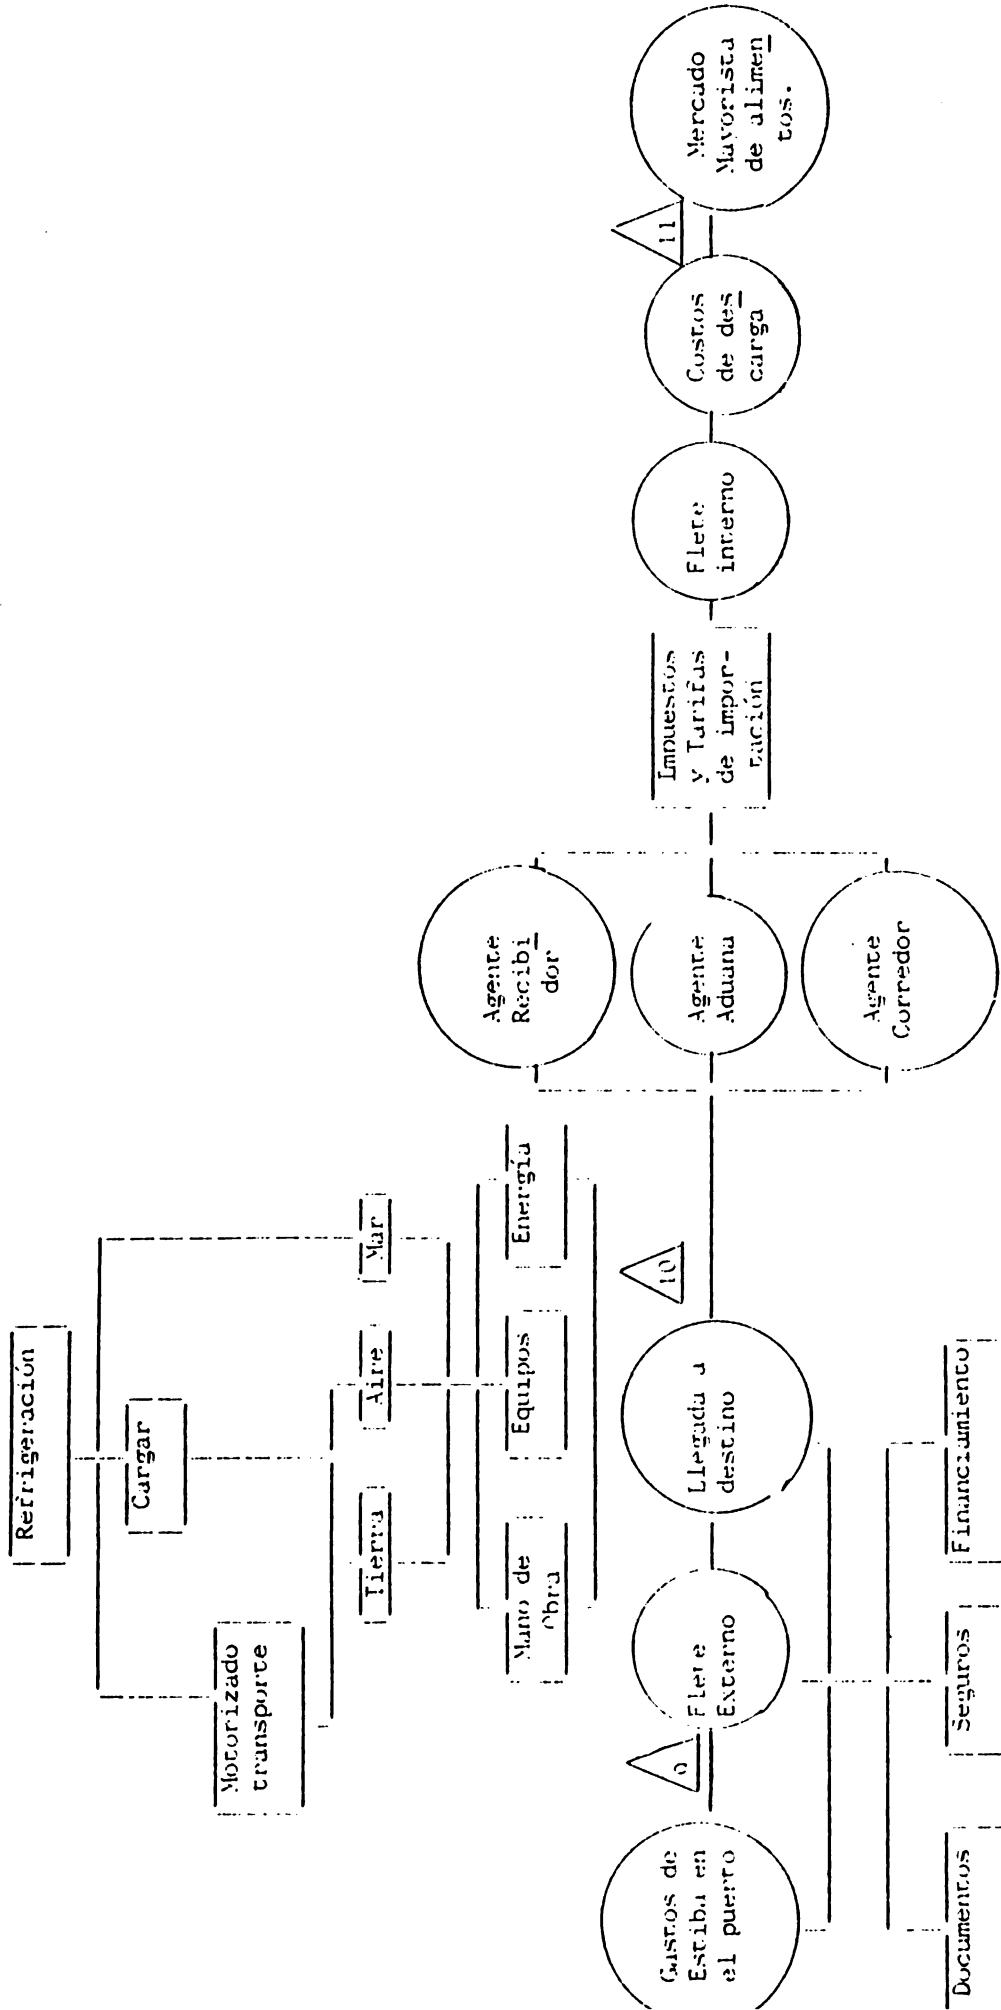 Refrigeración
Cargar
Motorizado
transporte
Tierra
Aire
Mar
Mano de
Obra
Equipos
Energía
Gastos de
Estiba en
el puerto
9
Flete
Externo
Llegada a
destino
10
Documentos
Seguros
Financiamiento
Agente
Recibi
dor
Agente
Aduana
Agente
Corredor
Impuestos
y Tarifas
de impor-
tación
Flete
interno
Costos
de des
carga
11
Mercado
Mayorista
de alimen
tos.